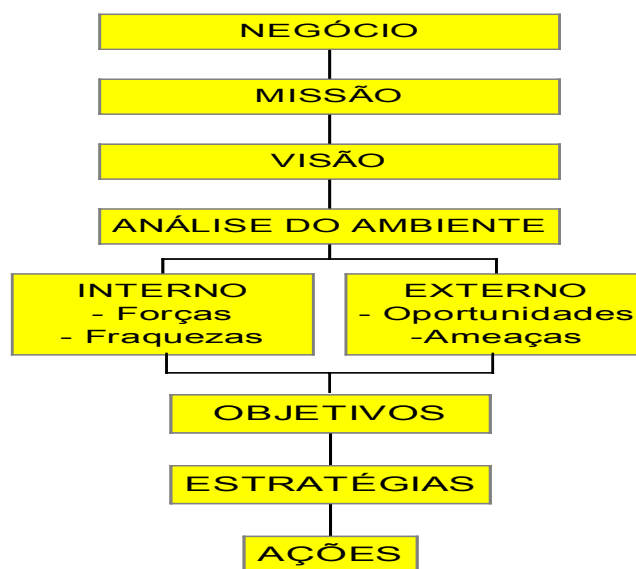 NEGÓCIO
MISSÃO
VISÃO
ANÁLISE DO AMBIENTE
INTERNO
- Forças
- Fraquezas
EXTERNO
- Oportunidades
-Ameaças
OBJETIVOS
ESTRATÉGIAS
AÇÕES